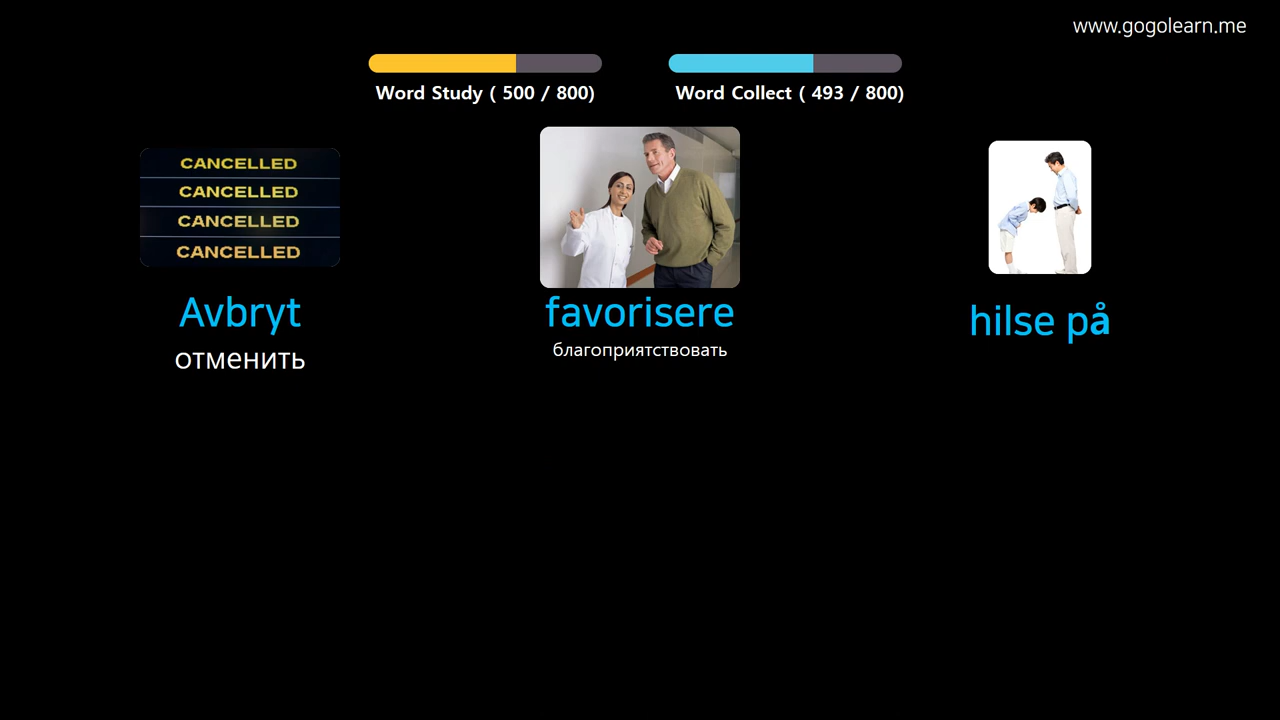 www.gogolearn.me
Word Study ( 500 / 800)
Word Collect ( 493 / 800)
CANCELLED
CANCELLED
CANCELLED
CANCELLED
Avbryt
отменить
favorisere
благоприятствовать
hilse på